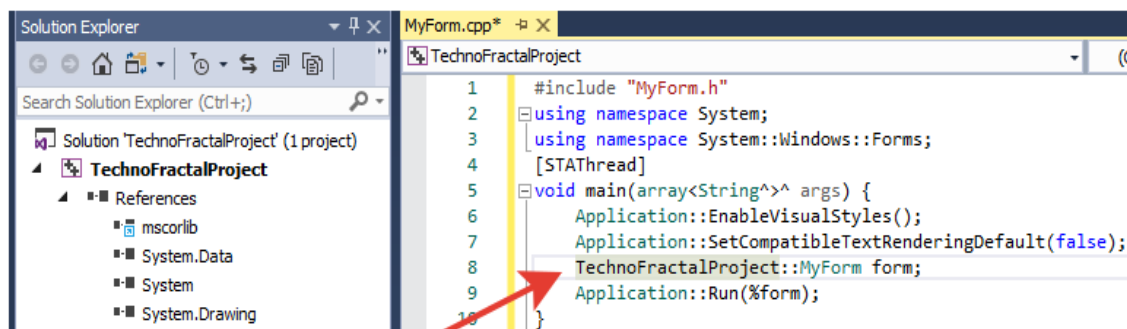 Solution Explorer
Search Solution Explorer (Ctrl+;)
Solution 'TechnoFractalProject' (1 project)
TechnoFractalProject
References
mscorlib
System.Data
System
System.Drawing
MyForm.cpp*
TechnoFractalProject
1 #include "MyForm.h"
2 using namespace System;
3 using namespace System::Windows::Forms;
4 [STAThread]
5 void main(array<String^>^ args) {
6 Application::EnableVisualStyles();
7 Application::SetCompatibleTextRenderingDefault(false);
8 TechnoFractalProject::MyForm form;
9 Application::Run(%form);
10 }